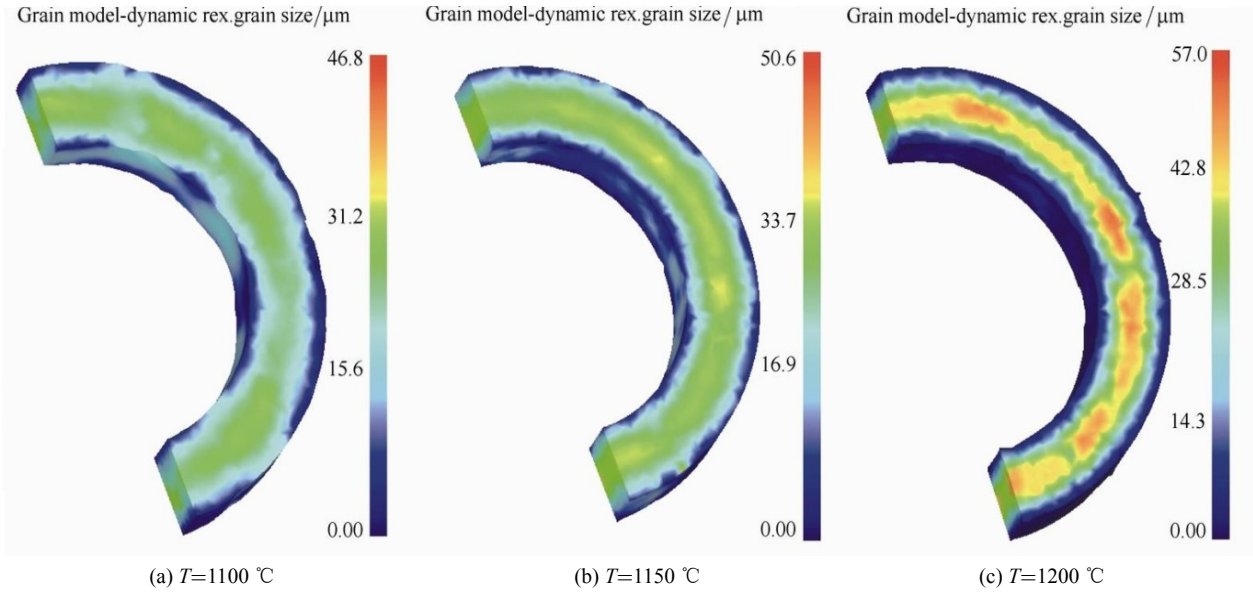 Grain model-dynamic rex.grain size/μm
46.8
31.2
15.6
0.00
(a) T=1100 ℃
Grain model-dynamic rex.grain size/μm
50.6
33.7
16.9
0.00
(b) T=1150 ℃
Grain model-dynamic rex.grain size/μm
57.0
42.8
28.5
14.3
0.00
(c) T=1200 ℃